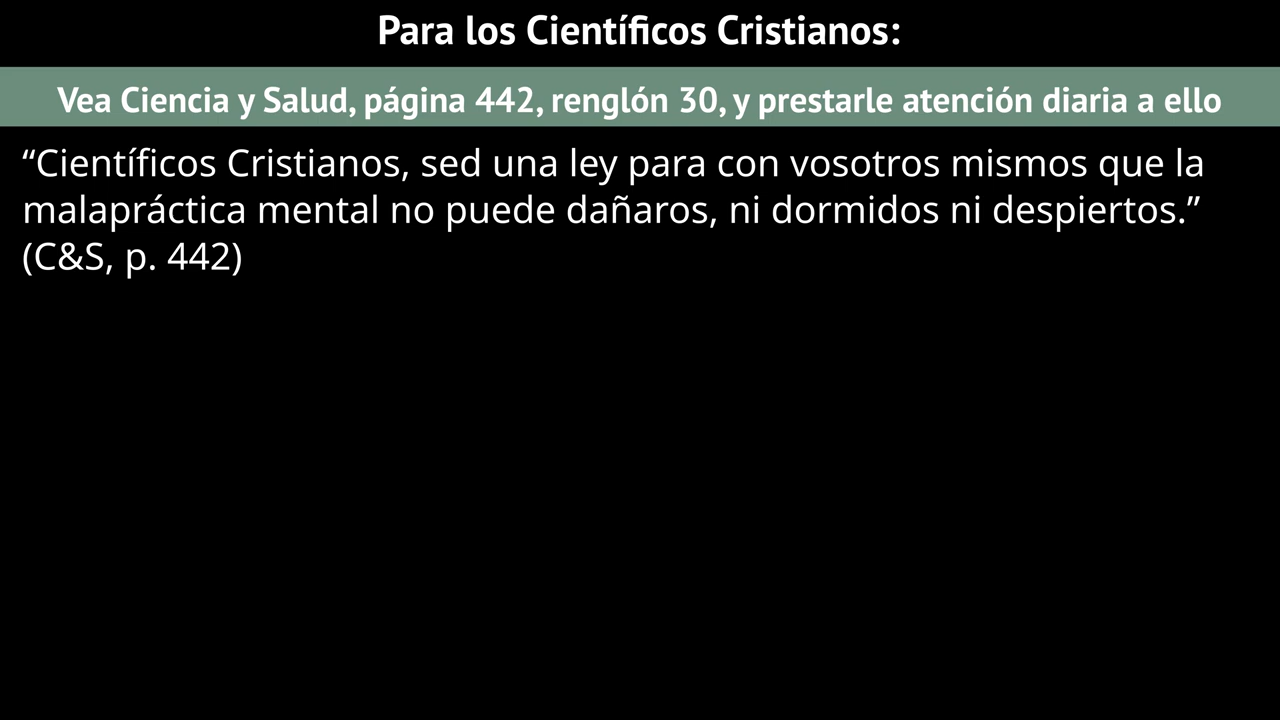 Para los Científicos Cristianos:
Vea Ciencia y Salud, página 442, renglón 30, y prestarle atención diaria a ello
“Científicos Cristianos, sed una ley para con vosotros mismos que la
malapráctica mental no puede dañaros, ni dormidos ni despiertos.”
(C&S, p. 442)